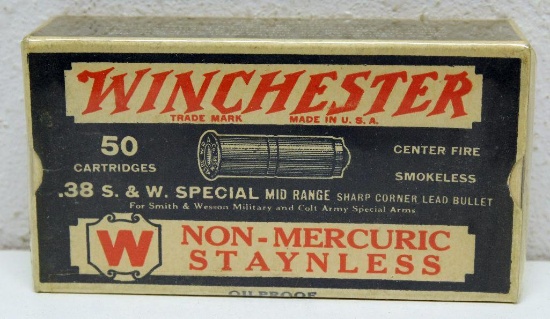 WINCHESTER
TRADE MARK MADE IN U.S.A.
50
CARTRIDGES
CENTER FIRE
SMOKELESS
.38 S. & W. SPECIAL MID RANGE SHARP CORNER LEAD BULLET
For Smith & Wesson Military and Colt Army Special Arms
W
NON-MERCURIC
STAYNLESS
OILPROOF